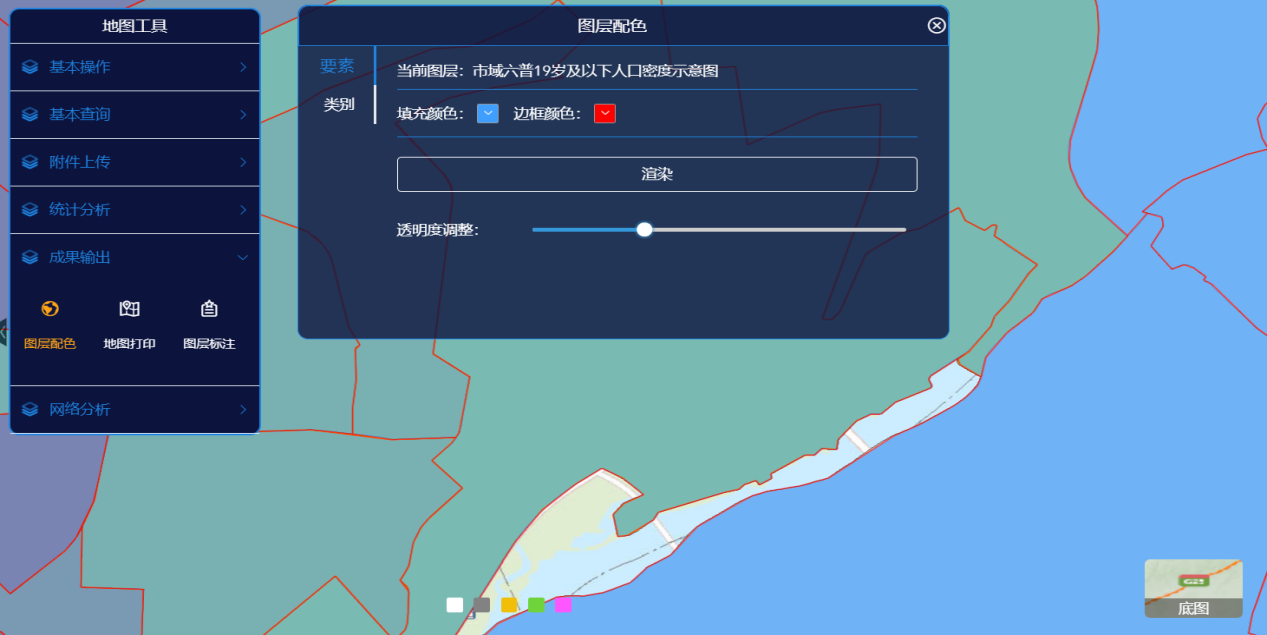 地图工具
基本操作
基本查询
附件上传
统计分析
成果输出
图层配色 地图打印 图层标注
网络分析
图层配色
要素
类别
当前图层：市域六普19岁及以下人口密度示意图
填充颜色： 边框颜色：
渲染
透明度调整:
G25
底图